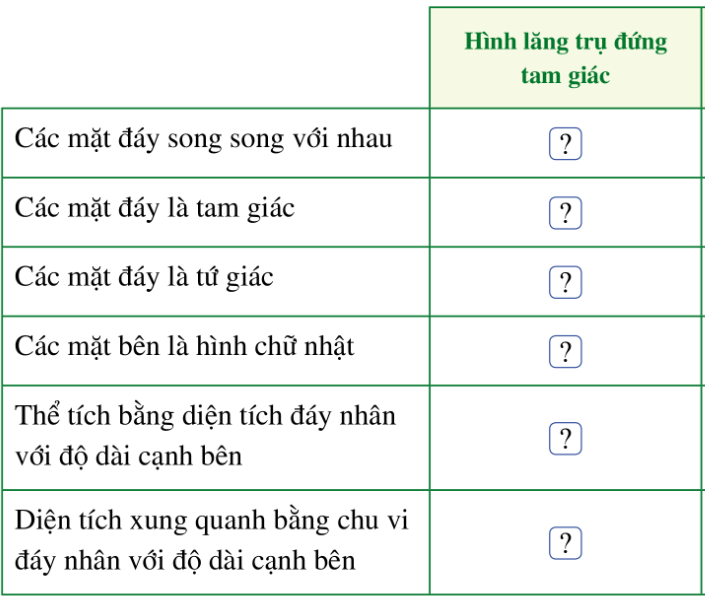 Hình lăng trụ đứng
tam giác
Các mặt đáy song song với nhau
?
Các mặt đáy là tam giác
?
Các mặt đáy là tứ giác
?
Các mặt bên là hình chữ nhật
?
Thể tích bằng diện tích đáy nhân
với độ dài cạnh bên
?
Diện tích xung quanh bằng chu vi
đáy nhân với độ dài cạnh bên
?